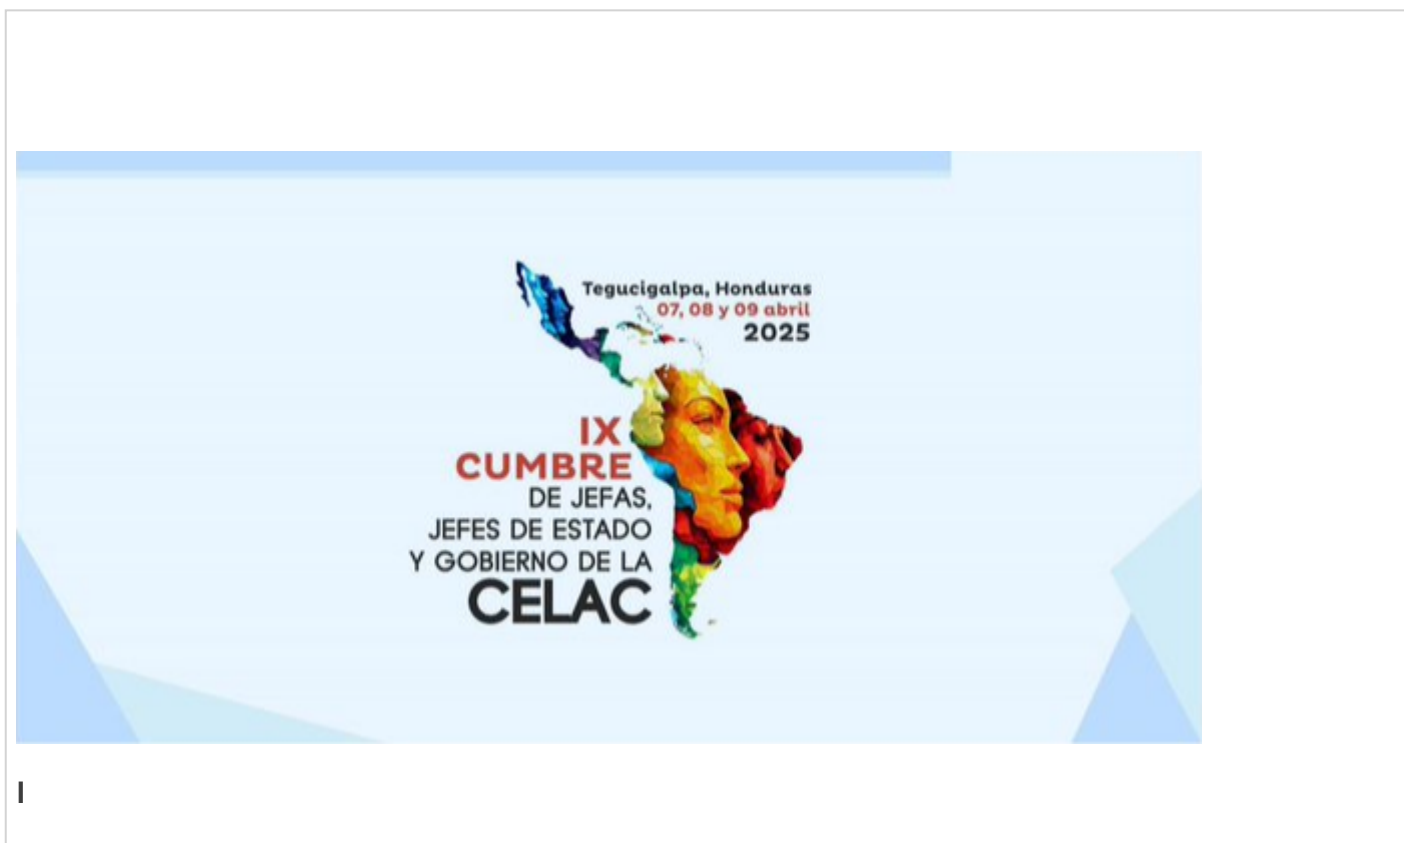 Tegucigalpa, Honduras
07, 08 y 09 abril
2025
IX
CUMBRE
DE JEFAS,
JEFES DE ESTADO
Y GOBIERNO DE LA
CELAC
I